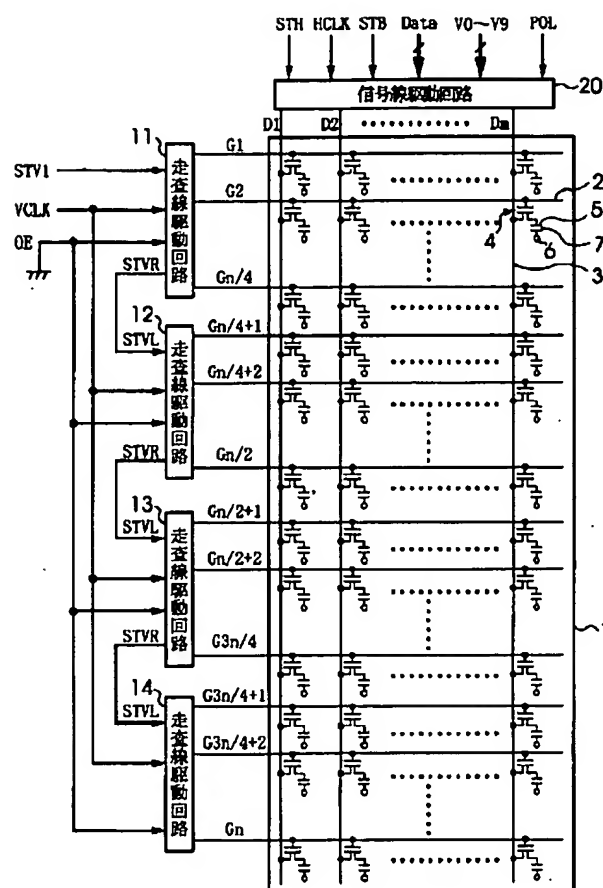 STH HCLK STB Data V0～V9 POL
信号線駆動回路
20
D1 D2 Dm
11
走査線駆動回路
STV1
VCLK
OE
STVR
G1
G2
Gn/4
2
5
4
7
6
3
12
走査線駆動回路
STVL
STVR
Gn/4+1
Gn/4+2
Gn/2
13
走査線駆動回路
STVL
STVR
Gn/2+1
Gn/2+2
G3n/4
1
14
走査線駆動回路
STVL
G3n/4+1
G3n/4+2
Gn